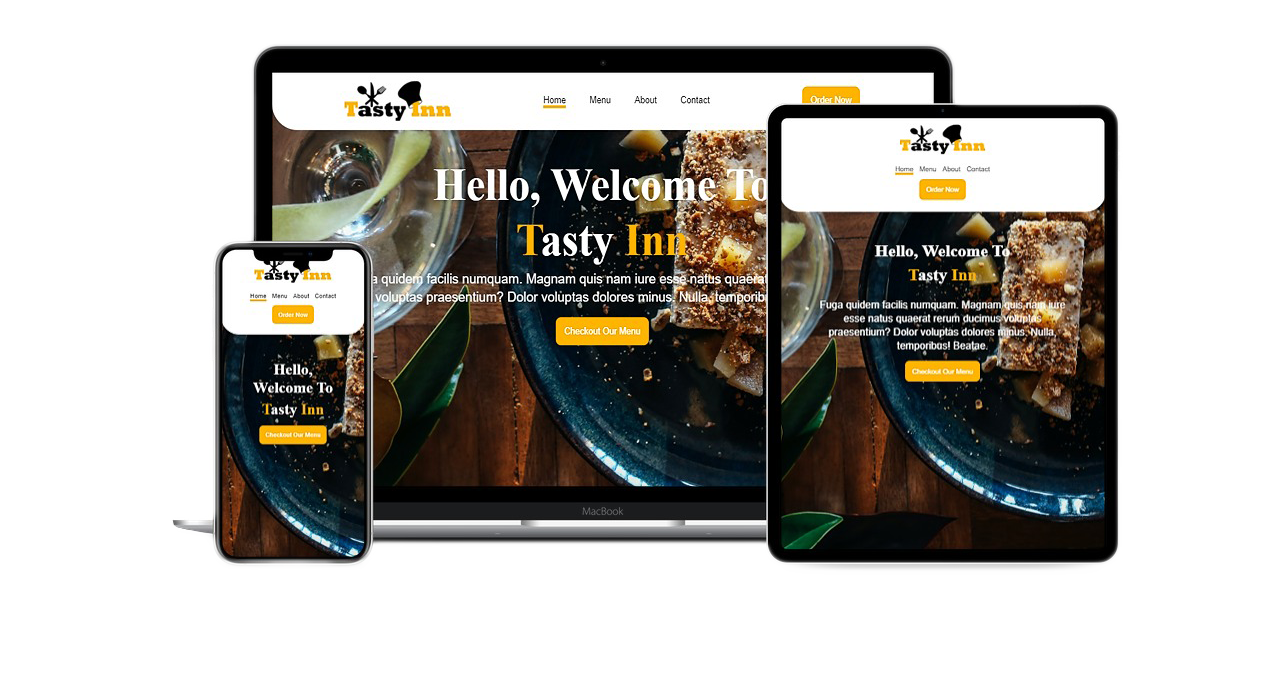 Tasty Inn
Home Menu About Contact
Order Now
Hello, Welcome To
Tasty Inn
a quidem facilis numquam. Magnam quis nam iure esse natus quaerat
voluptas praesentium? Dolor voluptas dolores minus. Nulla, temporib
Checkout Our Menu
MacBook
Tasty Inn
Home Menu About Contact
Order Now
Hello,
Welcome To
Tasty Inn
Checkout Our Menu
Tasty Inn
Home Menu About Contact
Order Now
Hello, Welcome To
Tasty Inn
Fuga quidem facilis numquam. Magnam quis nam iure
esse natus quaerat rerum ducimus voluptas
praesentium? Dolor voluptas dolores minus. Nulla,
temporibus! Beatae.
Checkout Our Menu